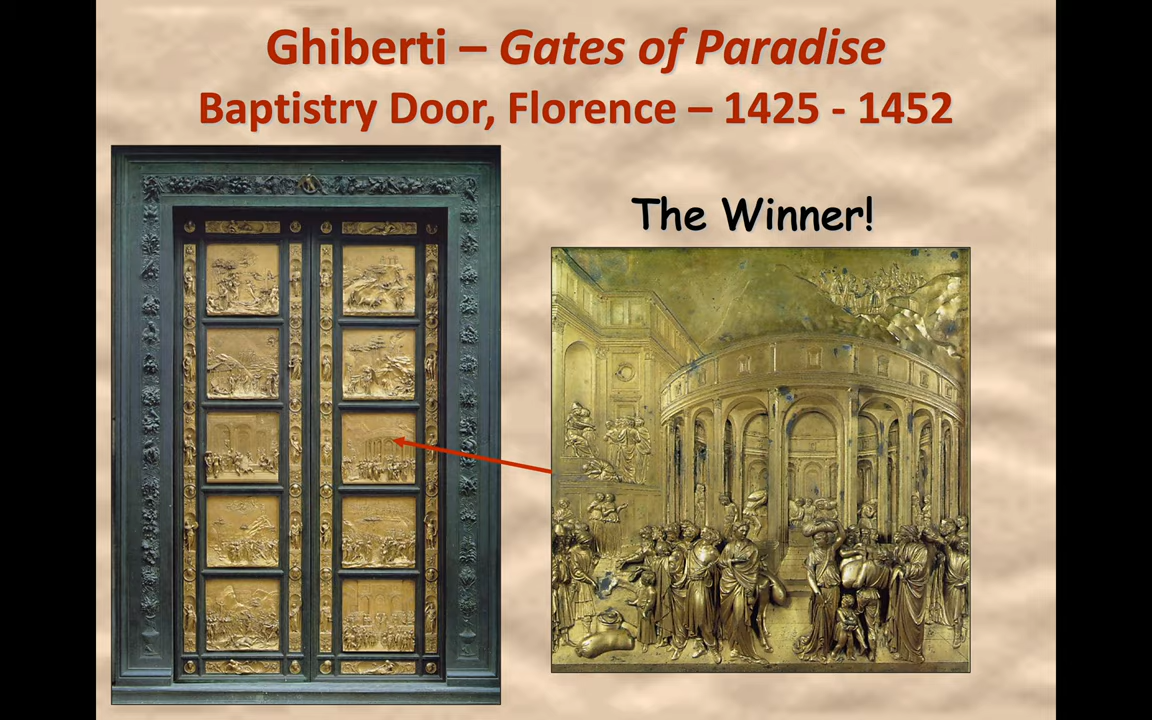 Ghiberti – Gates of Paradise
Baptistry Door, Florence – 1425 - 1452
The Winner!